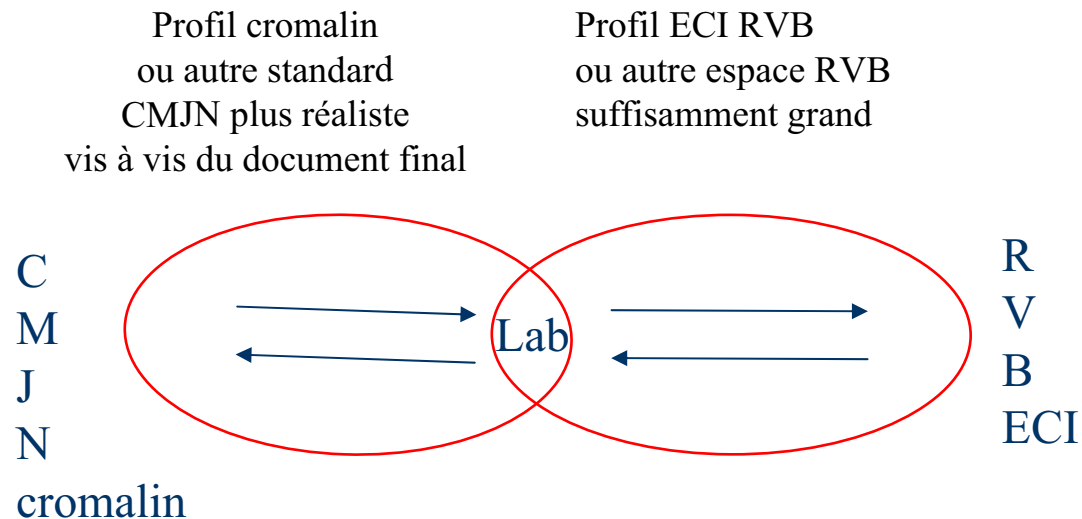 Profil cromalin
ou autre standard
CMJN plus réaliste
vis à vis du document final
Profil ECI RVB
ou autre espace RVB
suffisamment grand
C
M
J
N
cromalin
Lab
R
V
B
ECI